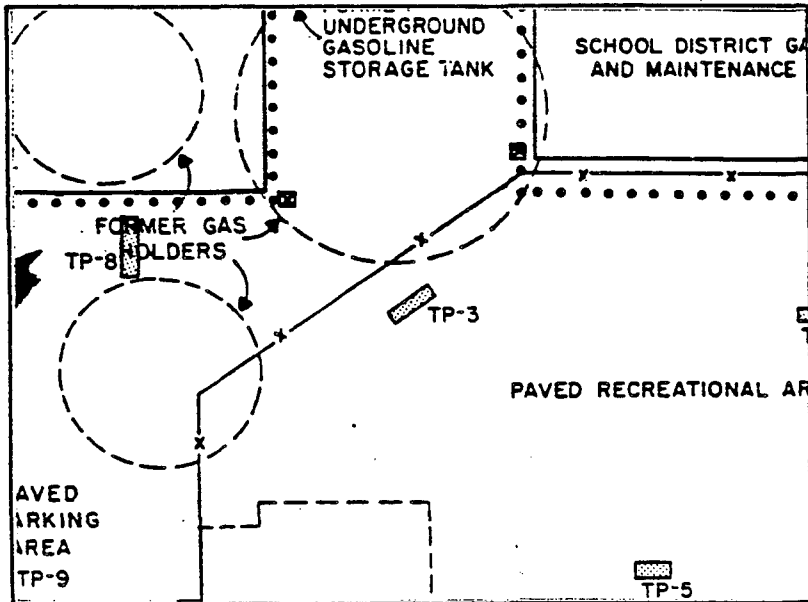 UNDERGROUND
GASOLINE
STORAGE TANK
SCHOOL DISTRICT GA
AND MAINTENANCE
FORMER GAS
HOLDERS
TP-8
TP-3
PAVED RECREATIONAL AR
AVED
ARKING
AREA
TP-9
TP-5